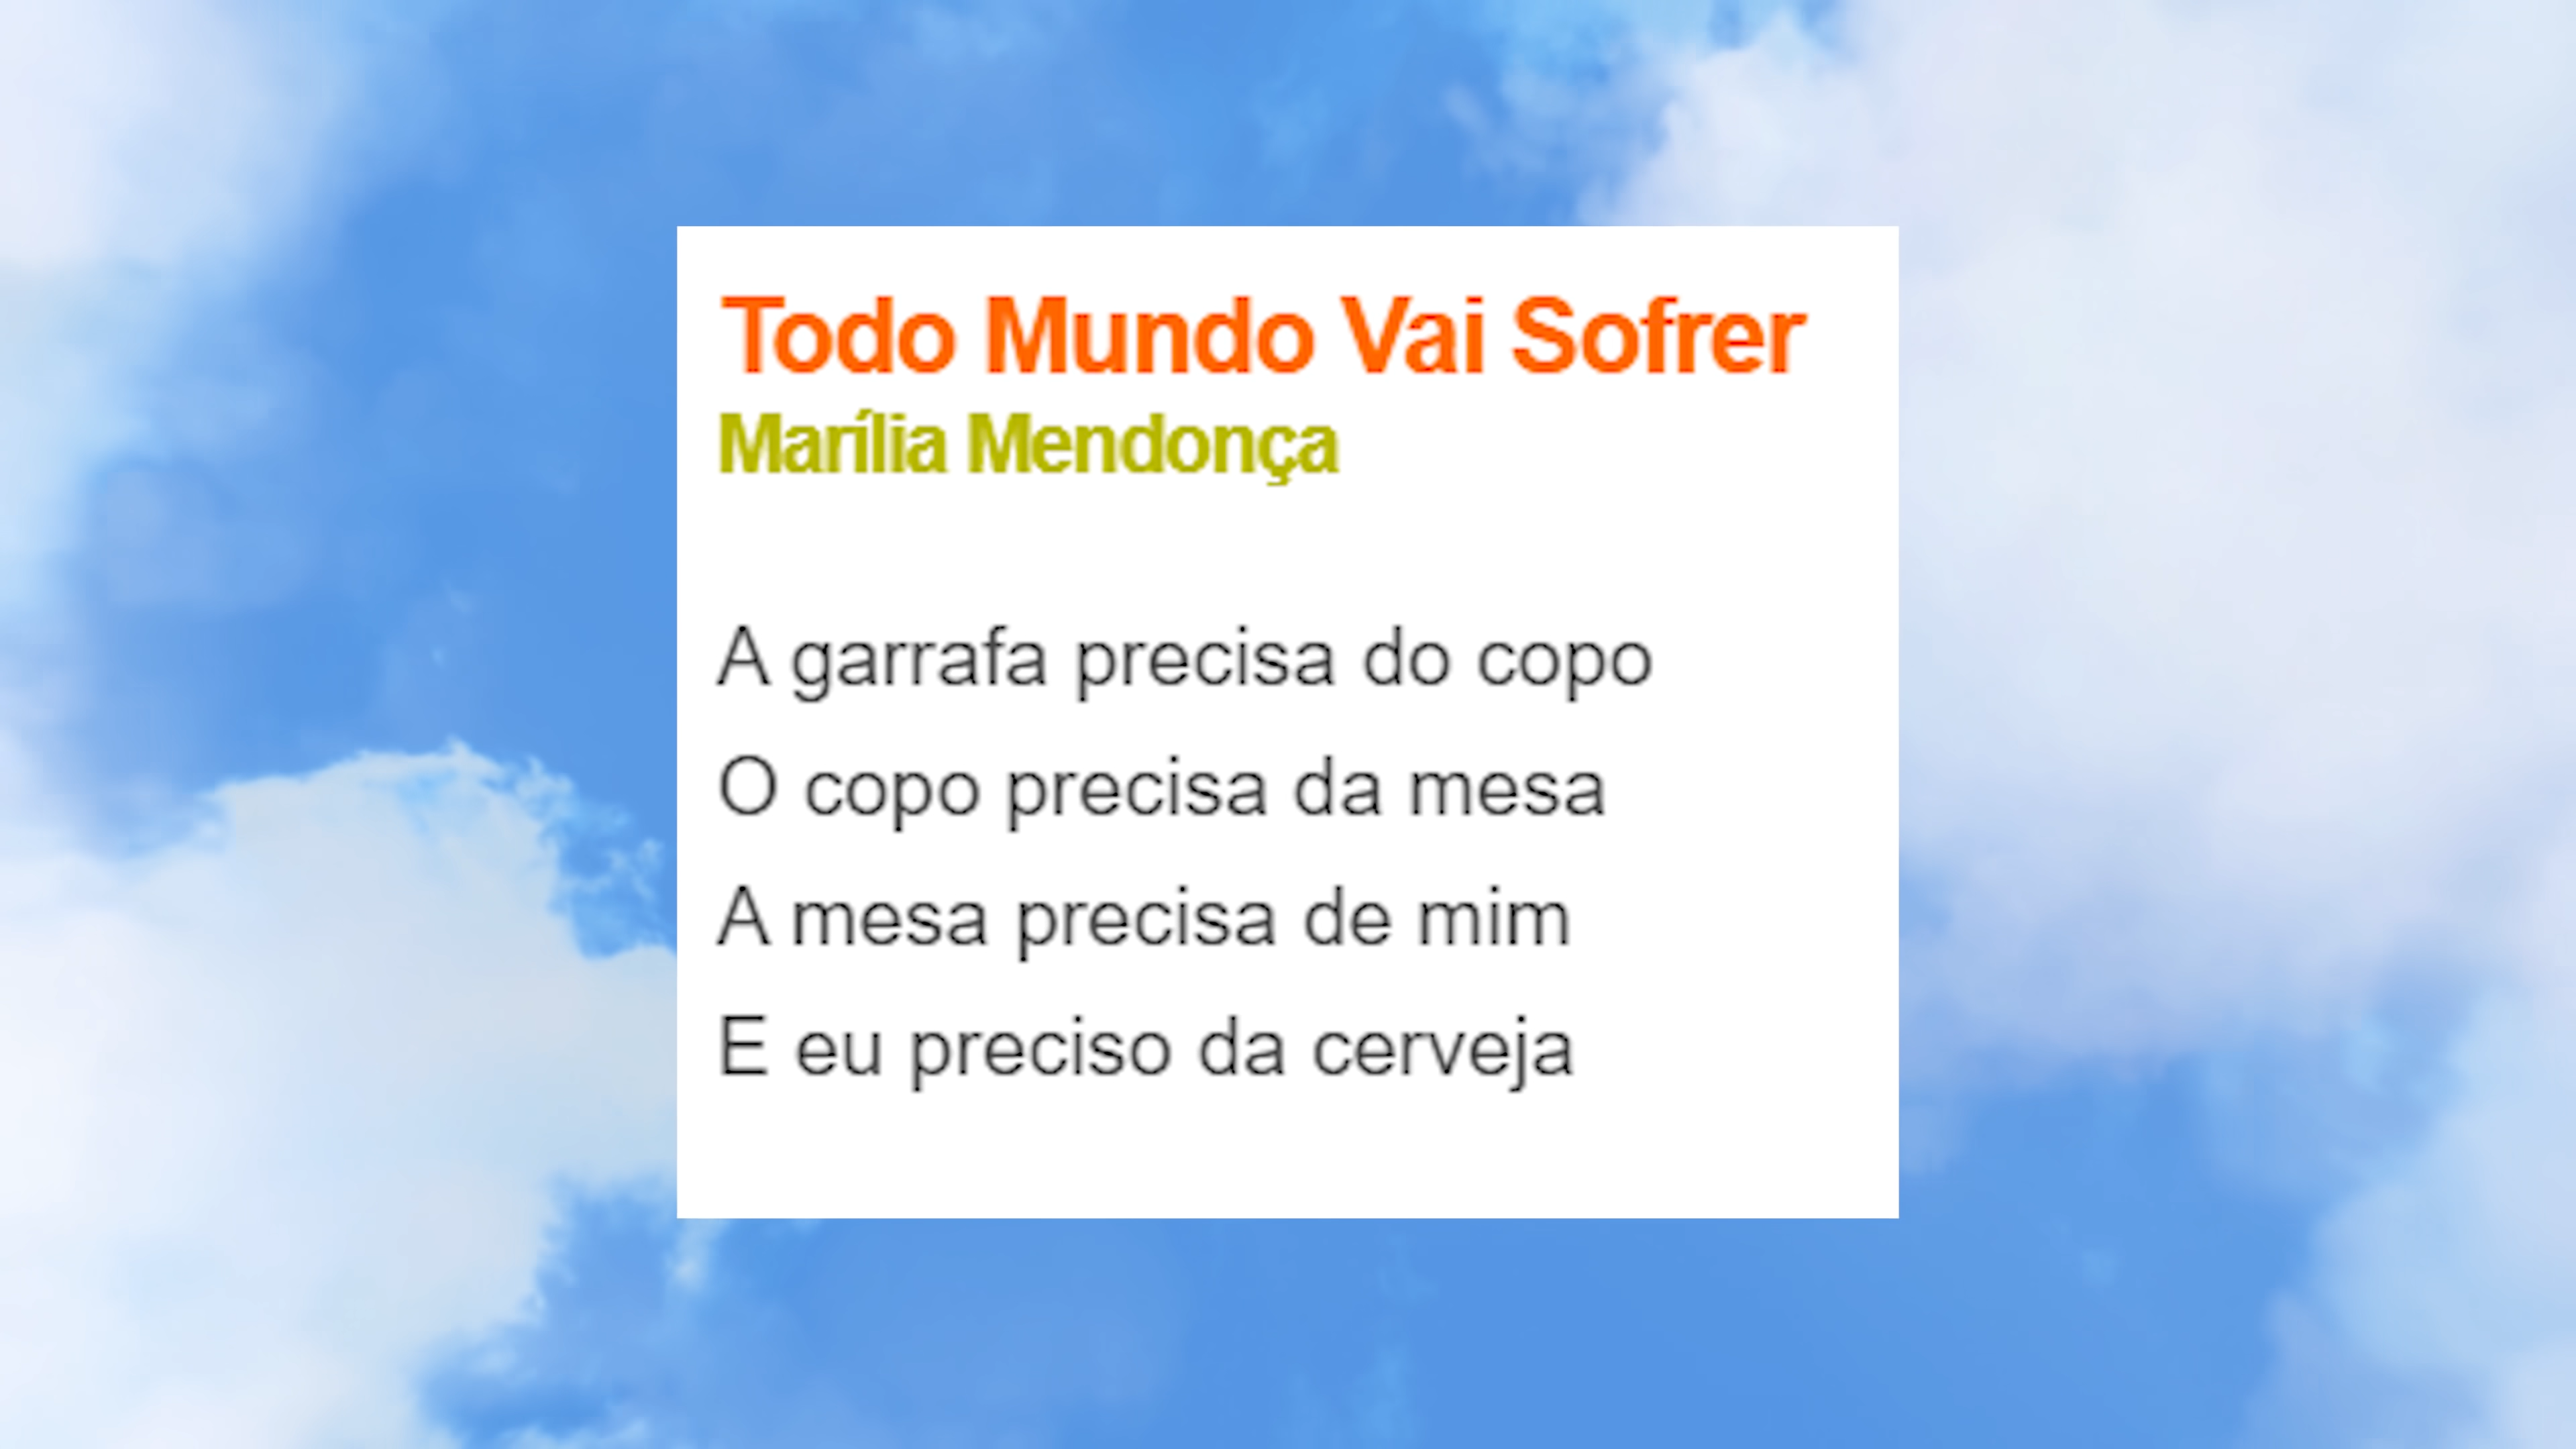 Todo Mundo Vai Sofrer
Marília Mendonça
A garrafa precisa do copo
O copo precisa da mesa
A mesa precisa de mim
E eu preciso da cerveja